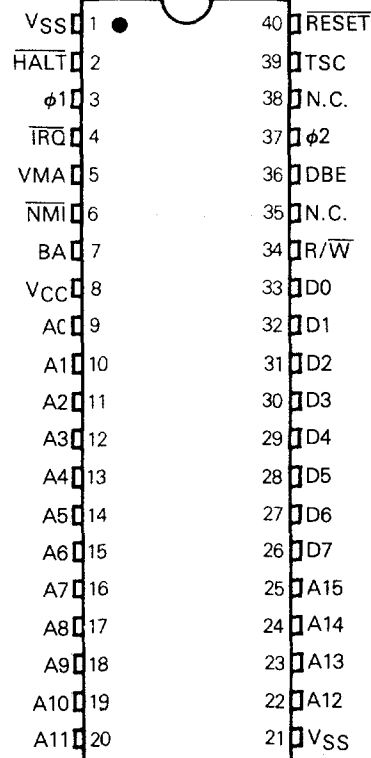 VSS 1 40 RESET
HALT 2 39 TSC
ϕ1 3 38 N.C.
IRQ 4 37 ϕ2
VMA 5 36 DBE
NMI 6 35 N.C.
BA 7 34 R/W
VCC 8 33 D0
A0 9 32 D1
A1 10 31 D2
A2 11 30 D3
A3 12 29 D4
A4 13 28 D5
A5 14 27 D6
A6 15 26 D7
A7 16 25 A15
A8 17 24 A14
A9 18 23 A13
A10 19 22 A12
A11 20 21 VSS